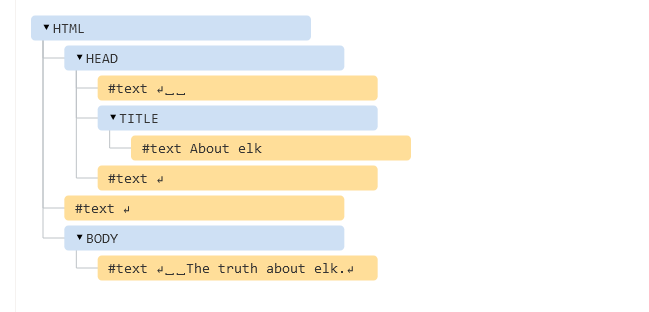 ▾HTML
▾HEAD
#text ↲␣␣
▾TITLE
#text About elk
#text ↲
#text ↲
▾BODY
#text ↲␣␣The truth about elk.↲